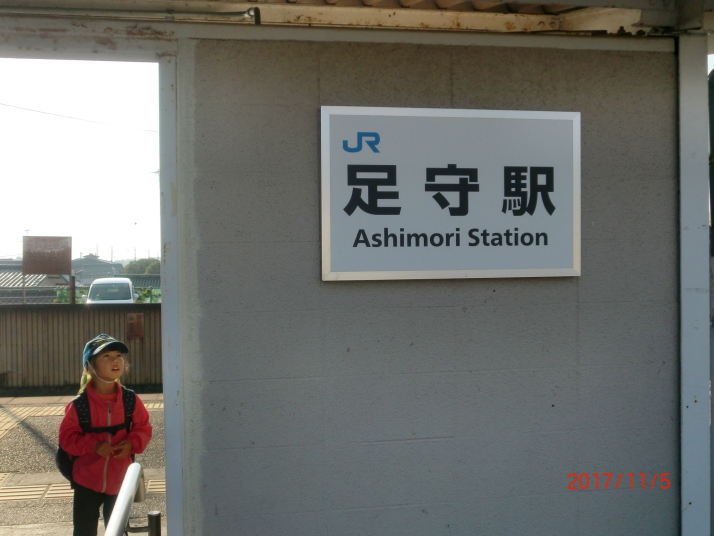 JR
足守駅
Ashimori Station
2017/11/5